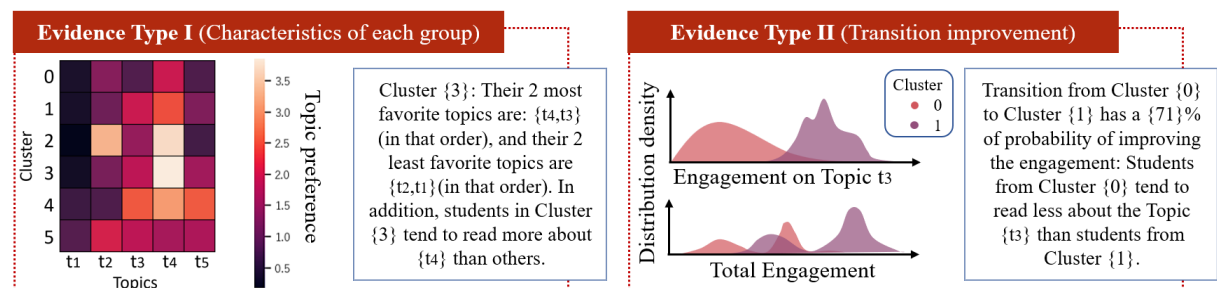 Evidence Type I (Characteristics of each group)
Cluster
0
1
2
3
4
5
t1 t2 t3 t4 t5
Topics
3.5
3.0
2.5
2.0
1.5
1.0
0.5
Topic preference
Cluster {3}: Their 2 most
favorite topics are: {t4,t3}
(in that order), and their 2
least favorite topics are
{t2,t1}(in that order). In
addition, students in Cluster
{3} tend to read more about
{t4} than others.
Evidence Type II (Transition improvement)
Distribution density
Cluster
0
1
Engagement on Topic t3
Total Engagement
Transition from Cluster {0}
to Cluster {1} has a {71}%
of probability of improving
the engagement: Students
from Cluster {0} tend to
read less about the Topic
{t3} than students from
Cluster {1}.